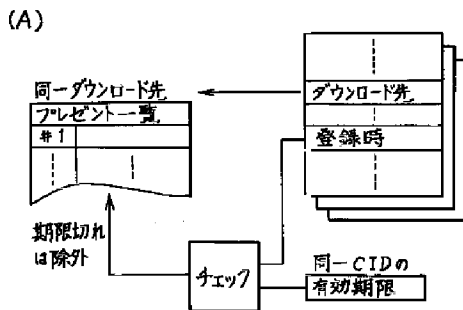 (A)
同一ダウンロード先
プレゼント一覧
#1
ダウンロード先
登録時
期限切れ
は除外
チェック
同一CIDの
有効期限